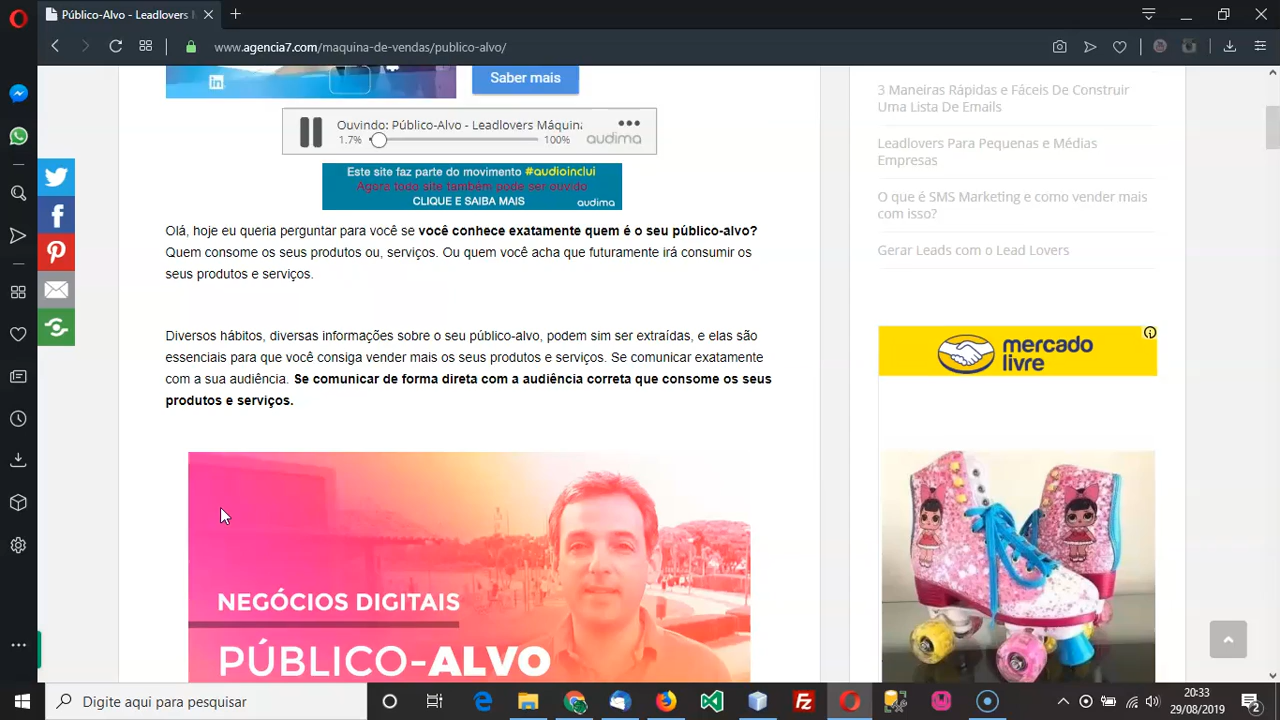 Público-Alvo - Leadlovers
www.agencia7.com/maquina-de-vendas/publico-alvo/
in
Saber mais
Ouvindo: Público-Alvo - Leadlovers Máquin
1.7%
100%
audima
Este site faz parte do movimento #audioinclui
Agora todo site também pode ser ouvido
CLIQUE E SAIBA MAIS
audima
Olá, hoje eu queria perguntar para você se você conhece exatamente quem é o seu público-alvo?
Quem consome os seus produtos ou, serviços. Ou quem você acha que futuramente irá consumir os
seus produtos e serviços.
Diversos hábitos, diversas informações sobre o seu público-alvo, podem sim ser extraídas, e elas são
essenciais para que você consiga vender mais os seus produtos e serviços. Se comunicar exatamente
com a sua audiência. Se comunicar de forma direta com a audiência correta que consome os seus
produtos e serviços.
NEGÓCIOS DIGITAIS
PÚBLICO-ALVO
3 Maneiras Rápidas e Fáceis De Construir
Uma Lista De Emails
Leadlovers Para Pequenas e Médias
Empresas
O que é SMS Marketing e como vender mais
com isso?
Gerar Leads com o Lead Lovers
mercado
livre
Digite aqui para pesquisar
20:33
29/08/2019
2